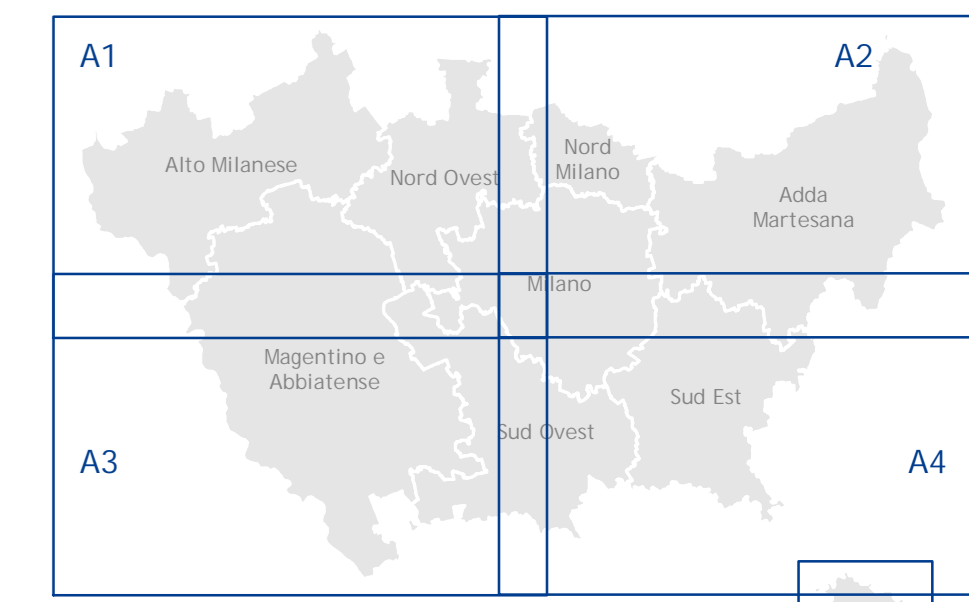 A1
A2
Nord
Milano
Alto Milanese
Nord Ovest
Adda
Martesana
Milano
Magentino e
Abbiatense
Sud Est
Sud Ovest
A3
A4